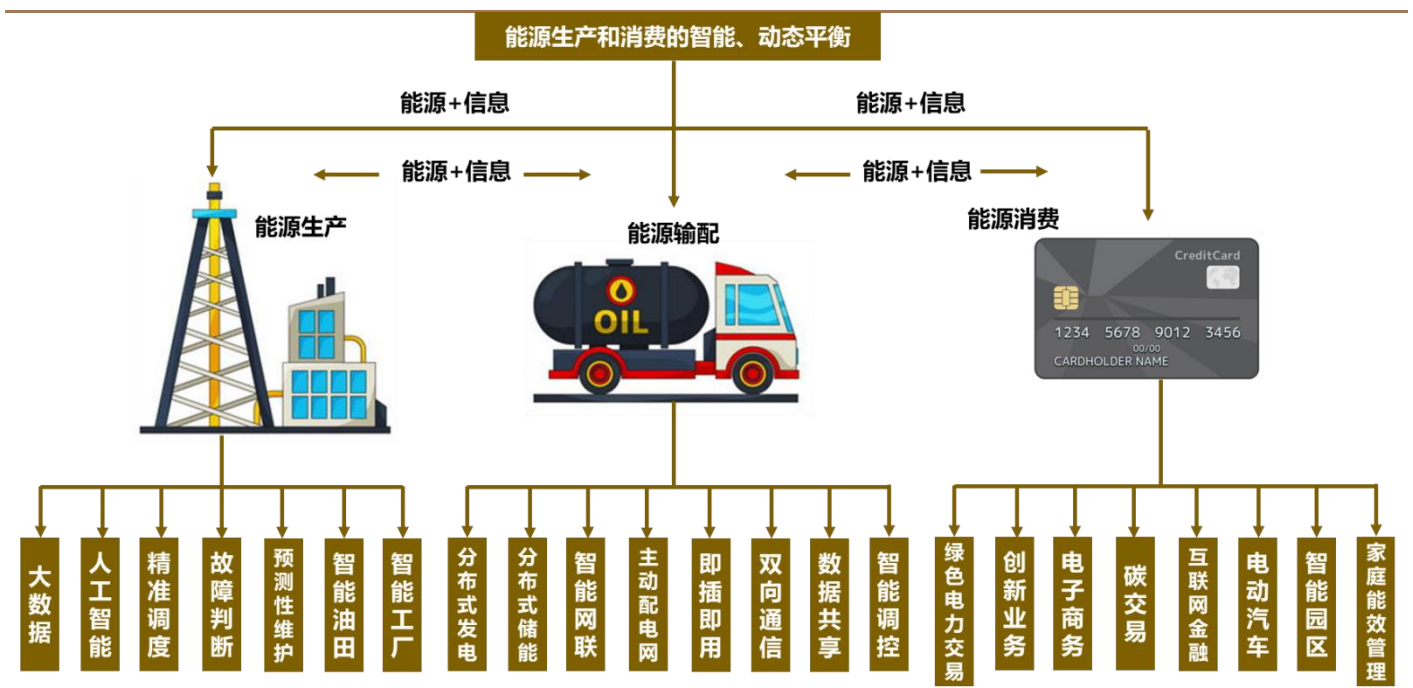 能源生产和消费的智能、动态平衡
能源+信息
能源+信息
能源+信息
能源+信息
能源生产
能源输配
能源消费
OIL
CreditCard
1234 5678 9012 3456
00/00
CARDHOLDER NAME
大数据
人工智能
精准调度
故障判断
预测性维护
智能油田
智能工厂
分布式发电
分布式储能
智能网联
主动配电网
即插即用
双向通信
数据共享
智能调控
绿色电力交易
创新业务
电子商务
碳交易
互联网金融
电动汽车
智能园区
家庭能效管理